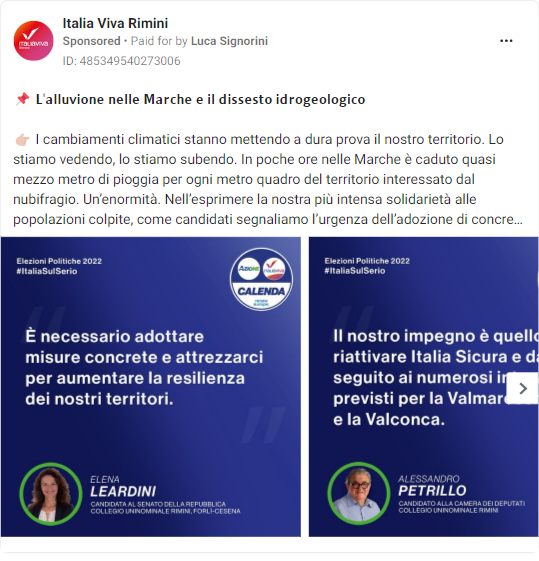 Italia Viva Rimini
Sponsored • Paid for by Luca Signorini
ID: 485349540273006
📌 L'alluvione nelle Marche e il dissesto idrogeologico
👉🏻 I cambiamenti climatici stanno mettendo a dura prova il nostro territorio. Lo
stiamo vedendo, lo stiamo subendo. In poche ore nelle Marche è caduto quasi
mezzo metro di pioggia per ogni metro quadro del territorio interessato dal
nubifragio. Un'enormità. Nell'esprimere la nostra più intensa solidarietà alle
popolazioni colpite, come candidati segnaliamo l'urgenza dell'adozione di concre...
Elezioni Politiche 2022
#ItaliaSulSerio
AZIONE
ITALIAVIVA
CALENDA
È necessario adottare
misure concrete e attrezzarci
per aumentare la resilienza
dei nostri territori.
ELENA
LEARDINI
CANDIDATA AL SENATO DELLA REPUBBLICA
COLLEGIO UNINOMINALE RIMINI, FORLÌ-CESENA
Elezioni Politiche 2022
#ItaliaSulSerio
Il nostro impegno è quello
riattivare Italia Sicura e
seguito ai numerosi
previsti per la
e la Valconca.
ALESSANDRO
PETRILLO
CANDIDATO ALLA CAMERA DEI DEPUTATI
COLLEGIO UNINOMINALE RIMINI